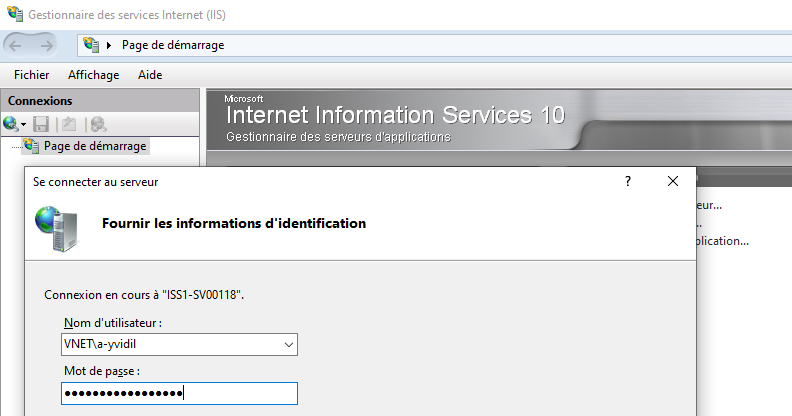 Gestionnaire des services Internet (IIS)
Page de démarrage
Fichier Affichage Aide
Connexions
Page de démarrage
Microsoft
Internet Information Services 10
Gestionnaire des serveurs d'applications
Se connecter au serveur
?
Fournir les informations d'identification
eur...
plication...
Connexion en cours à "ISS1-SV00118".
Nom d'utilisateur :
VNET\a-yvidil
Mot de passe :
●●●●●●●●●●●●●●●●●